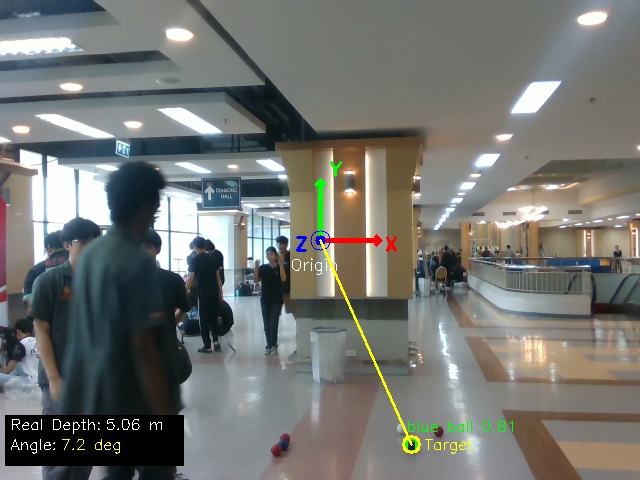 DIAMOND
HALL
Y
Z
X
Origin
blue ball 0.81
Target
Real Depth: 5.06 m
Angle: 7.2 deg